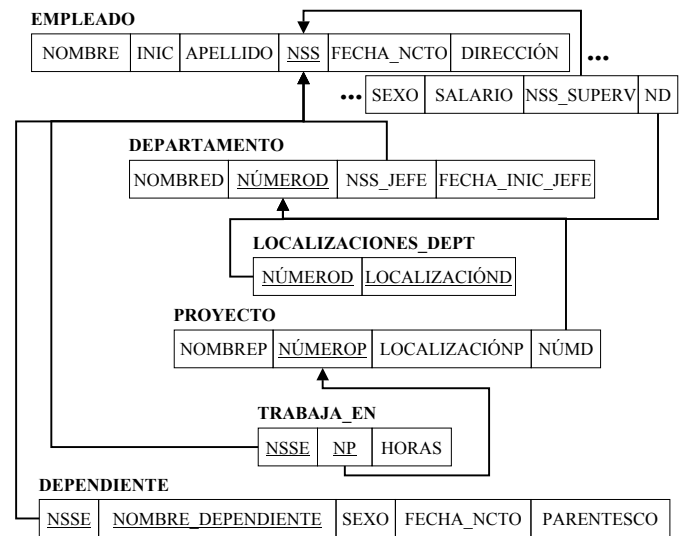 EMPLEADO
NOMBRE INIC APELLIDO NSS FECHA_NCTO DIRECCIÓN ...
... SEXO SALARIO NSS_SUPERV ND
DEPARTAMENTO
NOMBRED NÚMEROD NSS_JEFE FECHA_INIC_JEFE
LOCALIZACIONES_DEPT
NÚMEROD LOCALIZACIÓND
PROYECTO
NOMBREP NÚMEROP LOCALIZACIÓNP NÚMD
TRABAJA_EN
NSSE NP HORAS
DEPENDIENTE
NSSE NOMBRE_DEPENDIENTE SEXO FECHA_NCTO PARENTESCO